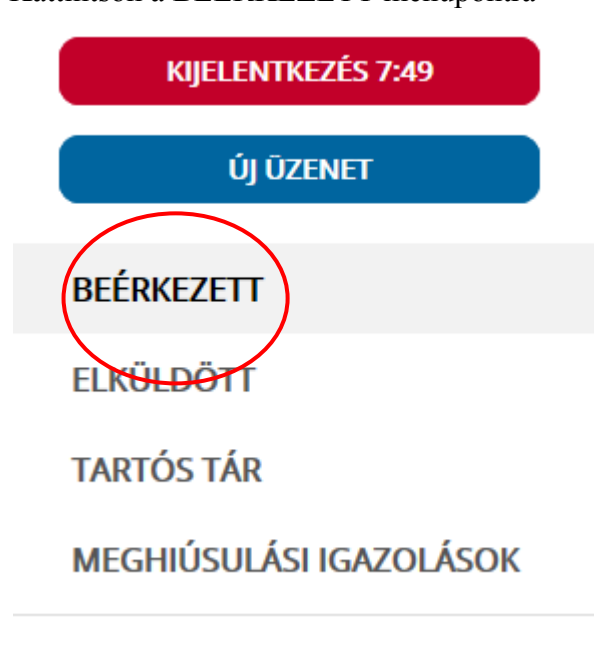 KIJELENTKEZÉS 7:49
ÚJ ÜZENET
BEÉRKEZETT
ELKÜLDÖTT
TARTÓS TÁR
MEGHIÚSULÁSI IGAZOLÁSOK